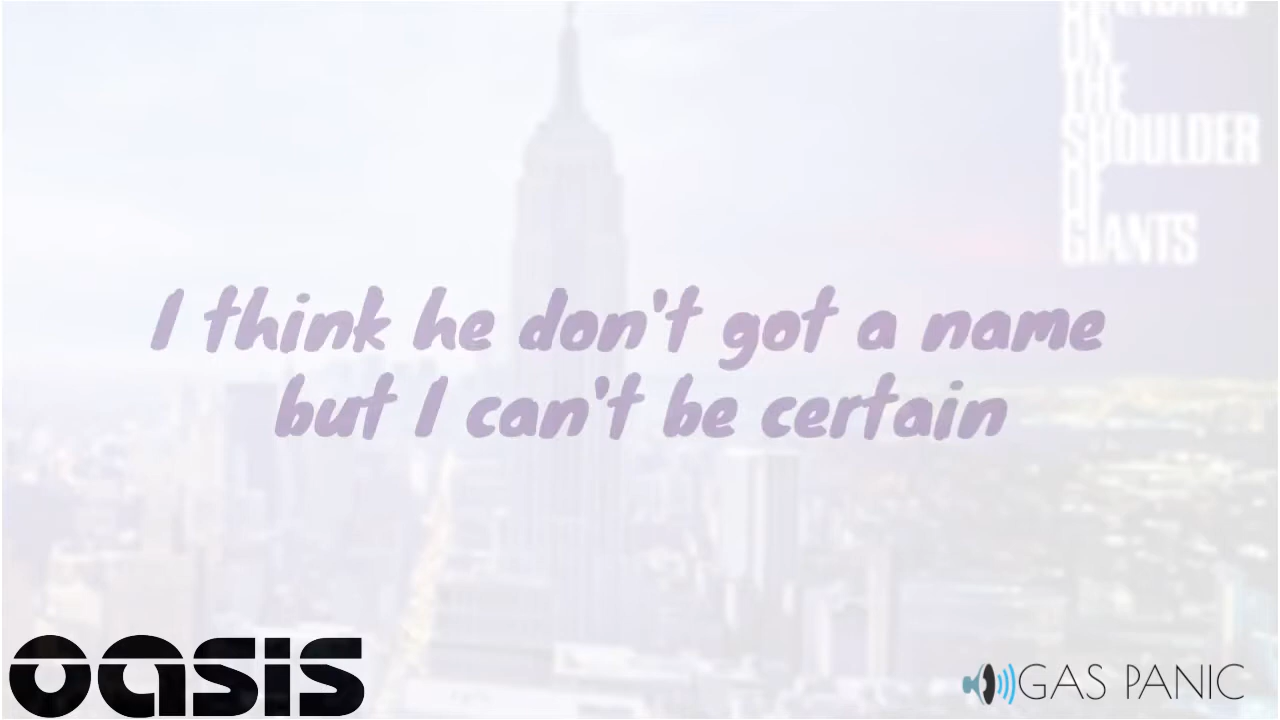 ON
THE
SHOULDER
OF
GIANTS
I think he don't got a name
but I can't be certain
oasis
GAS PANIC